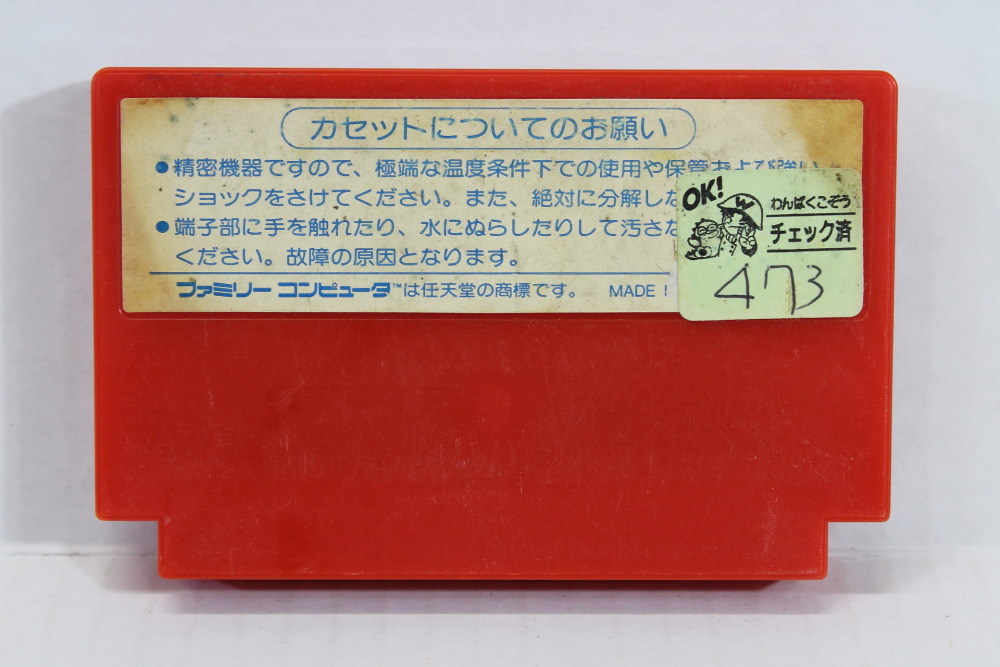 カセットについてのお願い
●精密機器ですので、極端な温度条件下での使用や保管および強い
ショックをさけてください。また、絶対に分解しな
●端子部に手を触れたり、水にぬらしたりして汚さな
ください。故障の原因となります。
ファミリー コンピュータ™は任天堂の商標です。 MADE I
OK!
わんぱくこぞう
チェック済
473